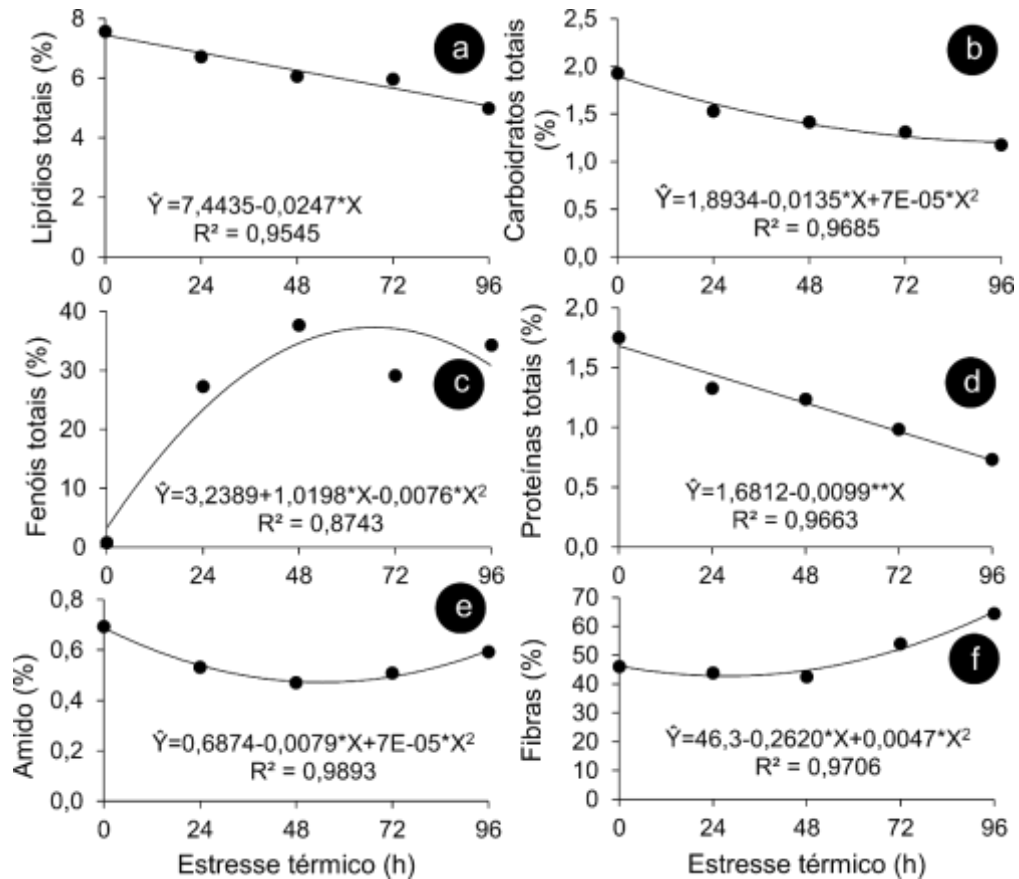 8
6
4
2
0
Lipídios totais (%)
a
Ŷ=7,4435-0,0247*X
R² = 0,9545
0 24 48 72 96
2,5
2,0
1,5
1,0
0,5
0,0
Carboidratos totais
(%)
b
Ŷ=1,8934-0,0135*X+7E-05*X²
R² = 0,9685
0 24 48 72 96
40
30
20
10
0
Fenóis totais (%)
c
Ŷ=3,2389+1,0198*X-0,0076*X²
R² = 0,8743
0 24 48 72 96
2,0
1,5
1,0
0,5
0,0
Proteínas totais (%)
d
Ŷ=1,6812-0,0099**X
R² = 0,9663
0 24 48 72 96
0,8
0,6
0,4
0,2
0,0
Amido (%)
e
Ŷ=0,6874-0,0079*X+7E-05*X²
R² = 0,9893
0 24 48 72 96
Estresse térmico (h)
70
60
50
40
30
20
10
0
Fibras (%)
f
Ŷ=46,3-0,2620*X+0,0047*X²
R² = 0,9706
0 24 48 72 96
Estresse térmico (h)